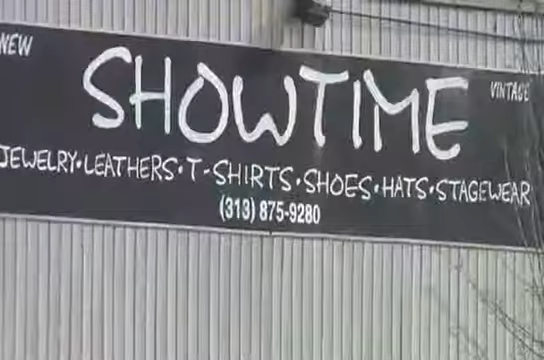 NEW
SHOWTIME
VINTAGE
JEWELRY•LEATHERS•T-SHIRTS•SHOES•HATS•STAGEWEAR
(313) 875-9280